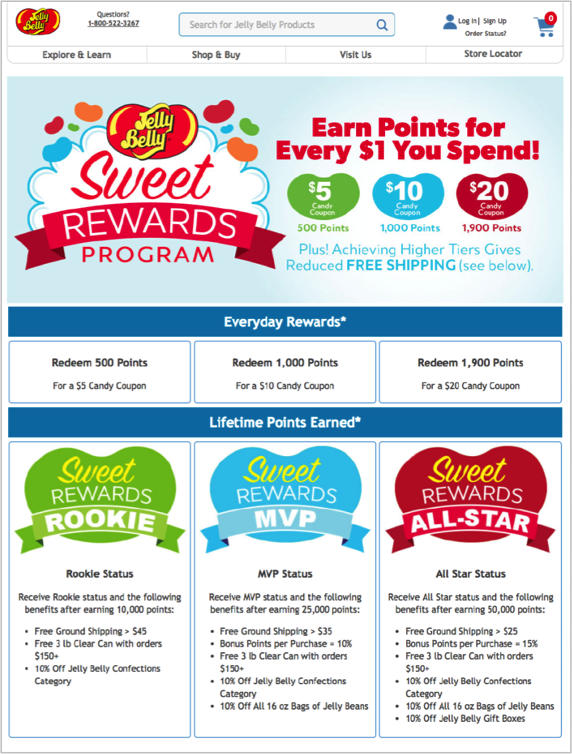 Jelly
Belly
Questions?
1-800-522-3267
Search for Jelly Belly Products
Log In| Sign Up
Order Status?
0
Explore & Learn
Shop & Buy
Visit Us
Store Locator
Jelly
Belly
Sweet
REWARDS
PROGRAM
Earn Points for
Every $1 You Spend!
$5
Candy
Coupon
500 Points
$10
Candy
Coupon
1,000 Points
$20
Candy
Coupon
1,900 Points
Plus! Achieving Higher Tiers Gives
Reduced FREE SHIPPING (see below).
Everyday Rewards*
Redeem 500 Points
For a $5 Candy Coupon
Redeem 1,000 Points
For a $10 Candy Coupon
Redeem 1,900 Points
For a $20 Candy Coupon
Lifetime Points Earned*
Sweet
REWARDS
ROOKIE
Rookie Status
Receive Rookie status and the following
benefits after earning 10,000 points:
• Free Ground Shipping > $45
• Free 3 lb Clear Can with orders
$150+
• 10% Off Jelly Belly Confections
Category
Sweet
REWARDS
MVP
MVP Status
Receive MVP status and the following
benefits after earning 25,000 points:
• Free Ground Shipping > $35
• Bonus Points per Purchase = 10%
• Free 3 lb Clear Can with orders
$150+
• 10% Off Jelly Belly Confections
Category
• 10% Off All 16 oz Bags of Jelly Beans
Sweet
REWARDS
ALL-STAR
All Star Status
Receive All Star status and the following
benefits after earning 50,000 points:
• Free Ground Shipping > $25
• Bonus Points per Purchase = 15%
• Free 3 lb Clear Can with orders
$150+
• 10% Off Jelly Belly Confections
Category
• 10% Off All 16 oz Bags of Jelly Beans
• 10% Off Jelly Belly Gift Boxes